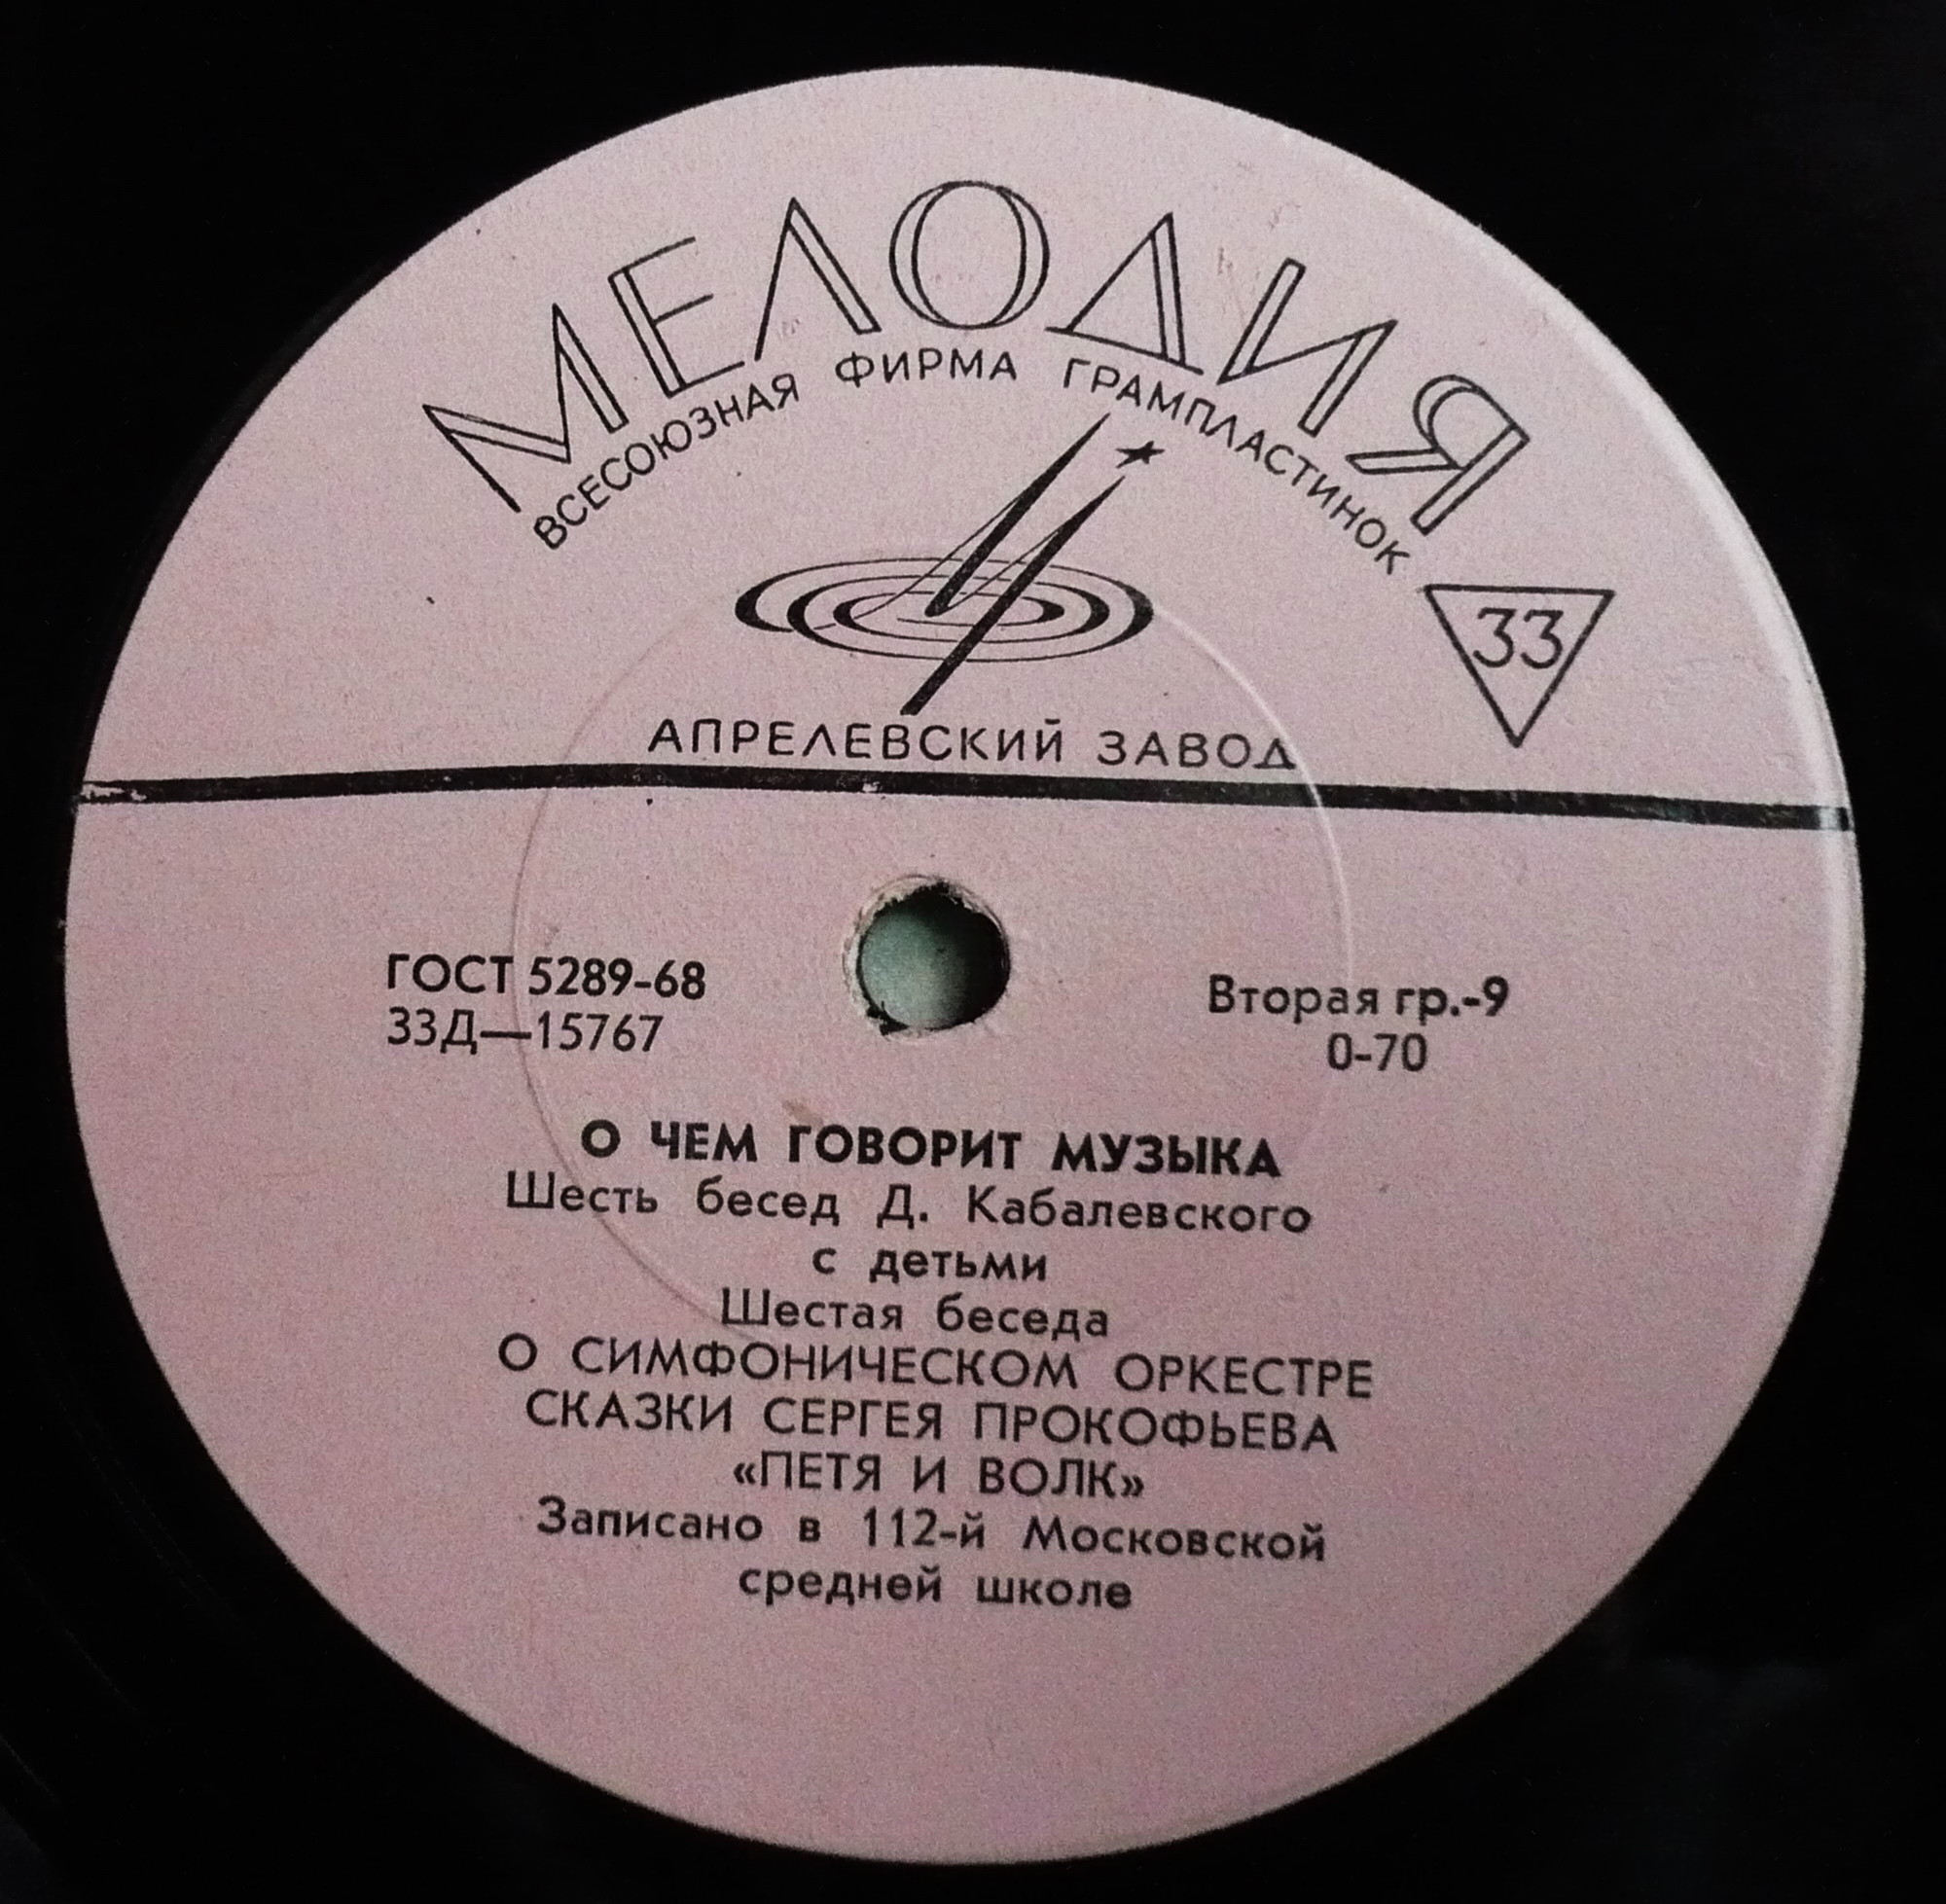 МЕЛОДИЯ
ВСЕСОЮЗНАЯ ФИРМА ГРАМПЛАСТИНОК
33
АПРЕЛЕВСКИЙ ЗАВОД
ГОСТ 5289-68
33Д—15767
Вторая гр.-9
0-70
О ЧЕМ ГОВОРИТ МУЗЫКА
Шесть бесед Д. Кабалевского
с детьми
Шестая беседа
О СИМФОНИЧЕСКОМ ОРКЕСТРЕ
СКАЗКИ СЕРГЕЯ ПРОКОФЬЕВА
«ПЕТЯ И ВОЛК»
Записано в 112-й Московской
средней школе